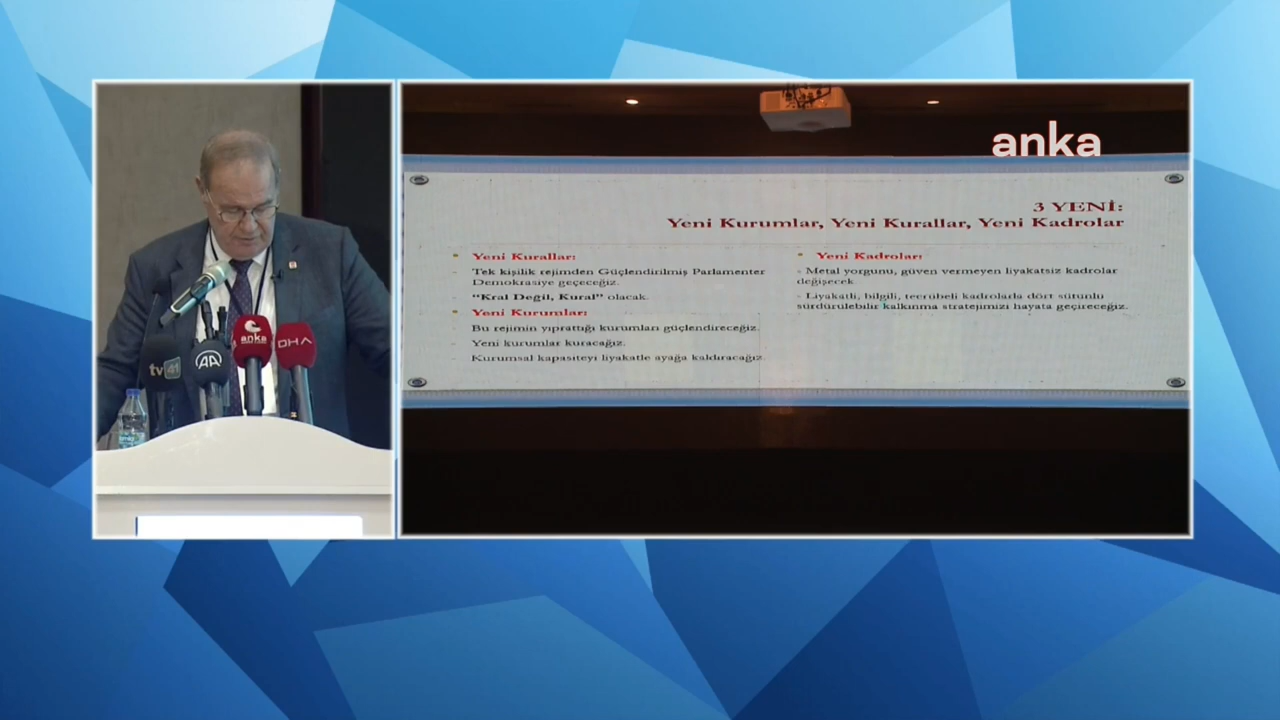 anka
3 YENİ:
Yeni Kurumlar, Yeni Kurallar, Yeni Kadrolar
Yeni Kurallar:
- Tek kişilik rejimden Güçlendirilmiş Parlamenter
Demokrasiye geçeceğiz.
- “Kral Değil, Kural” olacak.
Yeni Kurumlar:
- Bu rejimin yıprattığı kurumları güçlendireceğiz.
- Yeni kurumlar kuracağız.
- Kurumsal kapasiteyi liyakatle ayağa kaldıracağız.
Yeni Kadrolar:
- Metal yorgunu, güven vermeyen liyakatsiz kadrolar
değişecek.
- Liyakatli, bilgili, tecrübeli kadrolarla dört sütunlu
sürdürülebilir kalkınma stratejimizi hayata geçireceğiz.
tv41
AA
anka
DHA